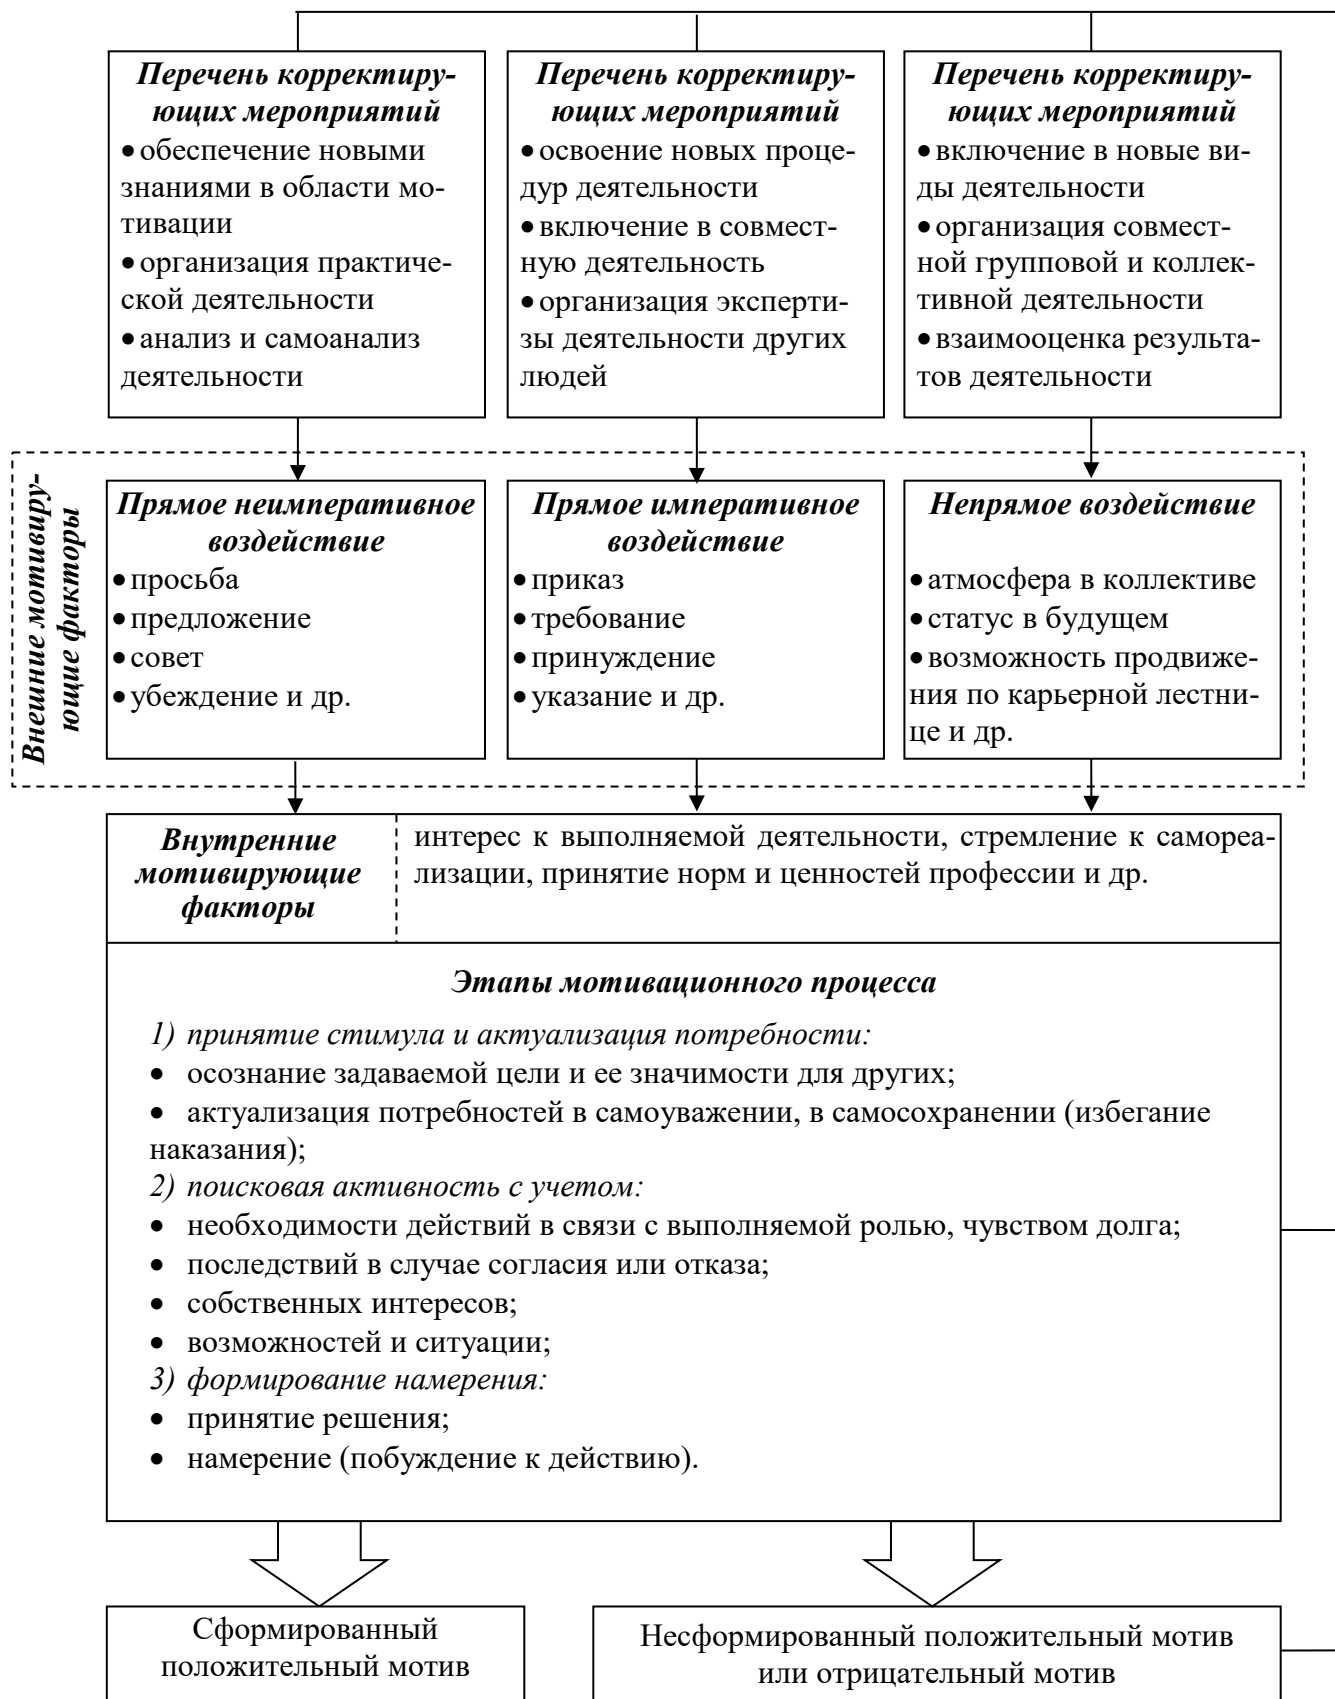 Перечень корректиру-
ющих мероприятий
• обеспечение новыми
знаниями в области мо-
тивации
• организация практиче-
ской деятельности
• анализ и самоанализ
деятельности
Перечень корректиру-
ющих мероприятий
• освоение новых проце-
дур деятельности
• включение в совмест-
ную деятельность
• организация эксперти-
зы деятельности других
людей
Перечень корректиру-
ющих мероприятий
• включение в новые ви-
ды деятельности
• организация совмест-
ной групповой и коллек-
тивной деятельности
• взаимооценка результа-
тов деятельности
Внешние мотивиру-
ющие факторы
Прямое неимперативное
воздействие
• просьба
• предложение
• совет
• убеждение и др.
Прямое императивное
воздействие
• приказ
• требование
• принуждение
• указание и др.
Непрямое воздействие
• атмосфера в коллективе
• статус в будущем
• возможность продвиже-
ния по карьерной лестни-
це и др.
Внутренние
мотивирующие
факторы
интерес к выполняемой деятельности, стремление к самореа-
лизации, принятие норм и ценностей профессии и др.
Этапы мотивационного процесса
1) принятие стимула и актуализация потребности:
• осознание задаваемой цели и ее значимости для других;
• актуализация потребностей в самоуважении, в самосохранении (избегание
наказания);
2) поисковая активность с учетом:
• необходимости действий в связи с выполняемой ролью, чувством долга;
• последствий в случае согласия или отказа;
• собственных интересов;
• возможностей и ситуации;
3) формирование намерения:
• принятие решения;
• намерение (побуждение к действию).
Сформированный
положительный мотив
Несформированный положительный мотив
или отрицательный мотив